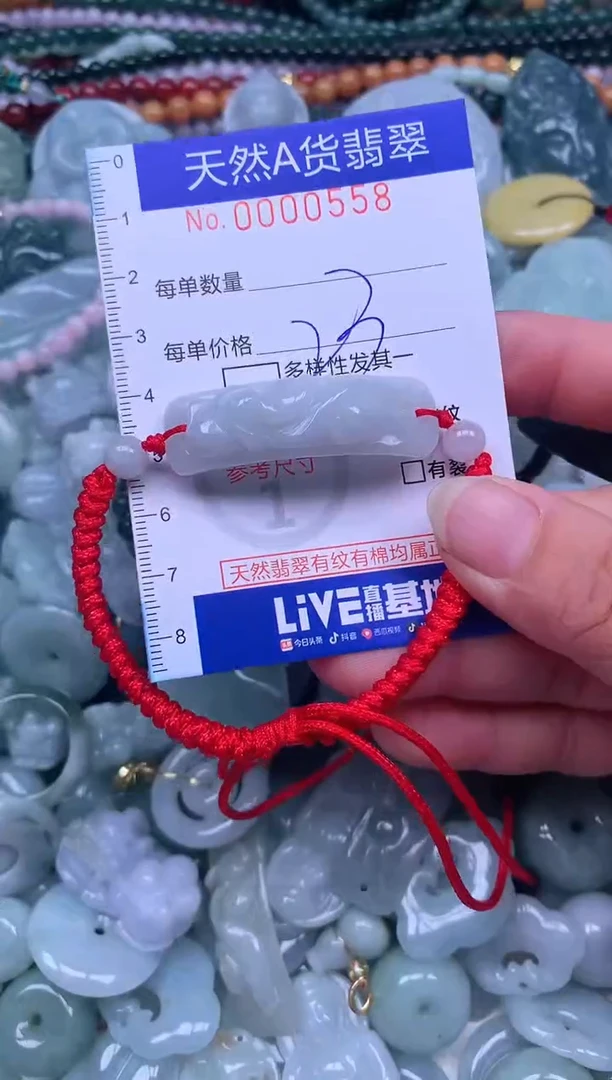 天然A货翡翠
0
No. 0000558
1
2
每单数量
3
每单价格
多样性发其一
4
纹
5
参考尺寸
有裂
6
1
天然翡翠有纹有棉均属正
7
LiVE直播基地
8
今日头条 抖音 西瓜视频